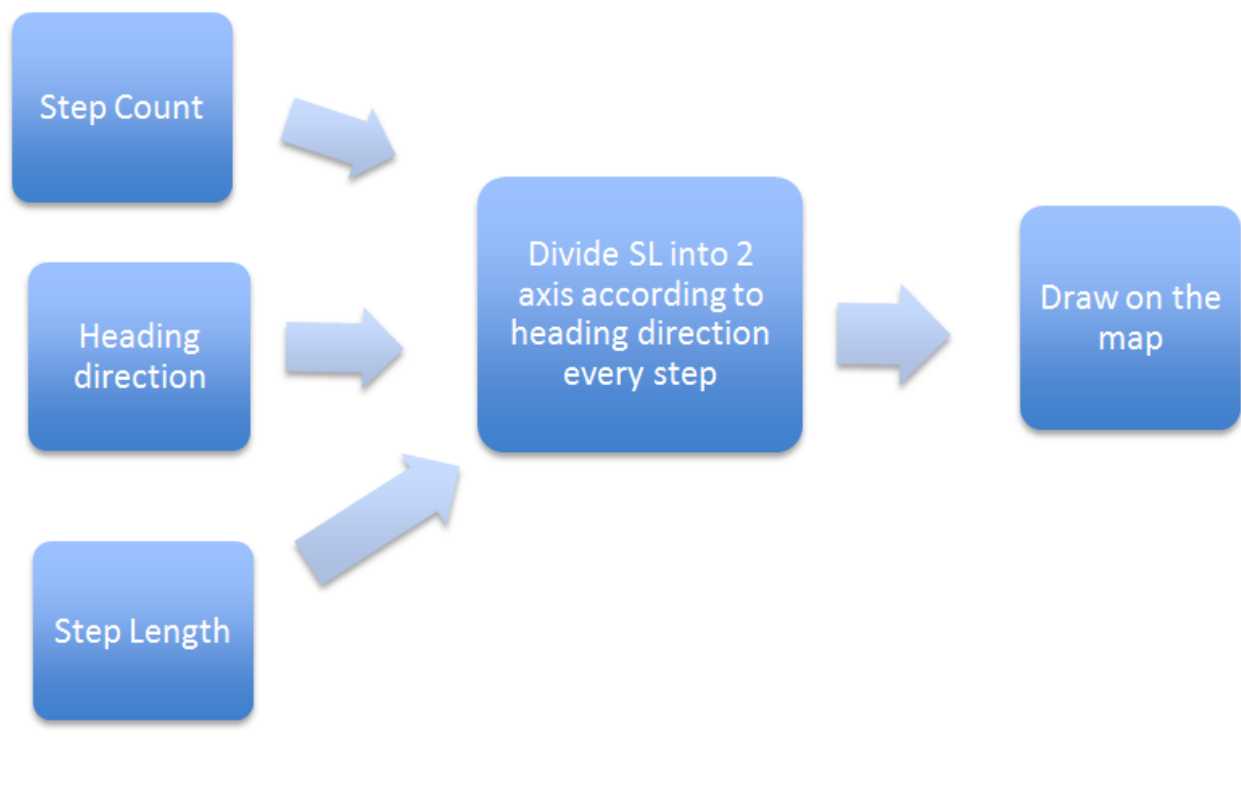 Step Count
Heading
direction
Step Length
Divide SL into 2
axis according to
heading direction
every step
Draw on the
map